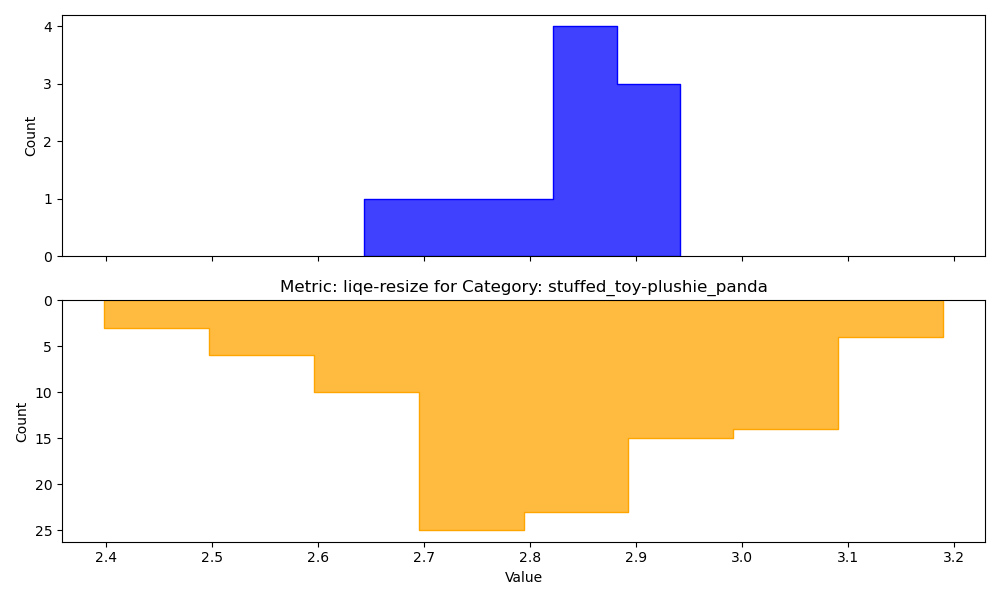 4
3
2
1
0
Count
Metric: liqe-resize for Category: stuffed_toy-plushie_panda
0
5
10
15
20
25
Count
2.4 2.5 2.6 2.7 2.8 2.9 3.0 3.1 3.2
Value